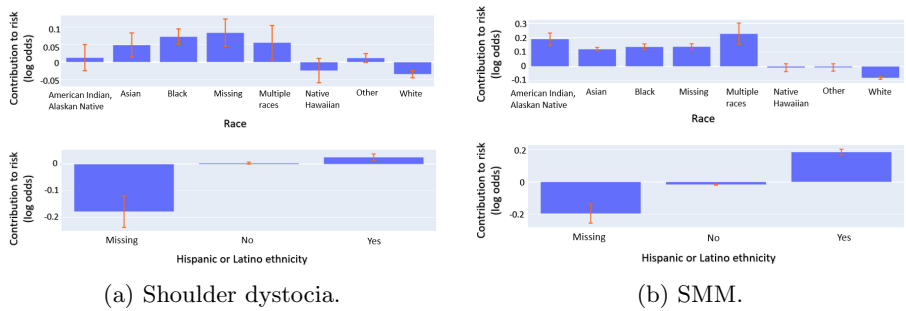 Contribution to risk
(log odds)
0.1
0.05
0
-0.05
American Indian,
Alaskan Native
Asian
Black
Missing
Multiple
races
Native
Hawaiian
Other
White
Race
Contribution to risk
(log odds)
0
-0.1
-0.2
Missing
No
Yes
Hispanic or Latino ethnicity
(a) Shoulder dystocia.
Contribution to risk
(log odds)
0.3
0.2
0.1
0
-0.1
American Indian,
Alaskan Native
Asian
Black
Missing
Multiple
races
Native
Hawaiian
Other
White
Race
Contribution to risk
(log odds)
0.2
0
-0.2
Missing
No
Yes
Hispanic or Latino ethnicity
(b) SMM.